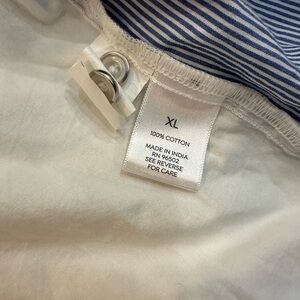 XL
100% COTTON
MADE IN INDIA
RN 96502
SEE REVERSE
FOR CARE